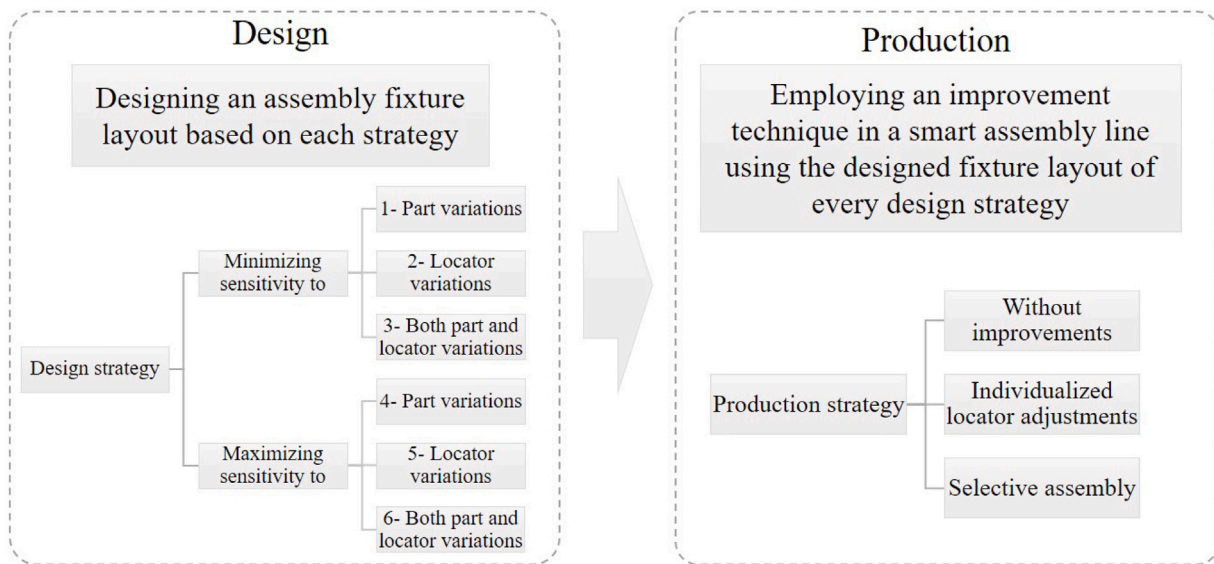 Design
Designing an assembly fixture
layout based on each strategy
Design strategy
Minimizing
sensitivity to
1- Part variations
2- Locator
variations
3- Both part and
locator variations
Maximizing
sensitivity to
4- Part variations
5- Locator
variations
6- Both part and
locator variations
Production
Employing an improvement
technique in a smart assembly line
using the designed fixture layout of
every design strategy
Production strategy
Without
improvements
Individualized
locator adjustments
Selective assembly